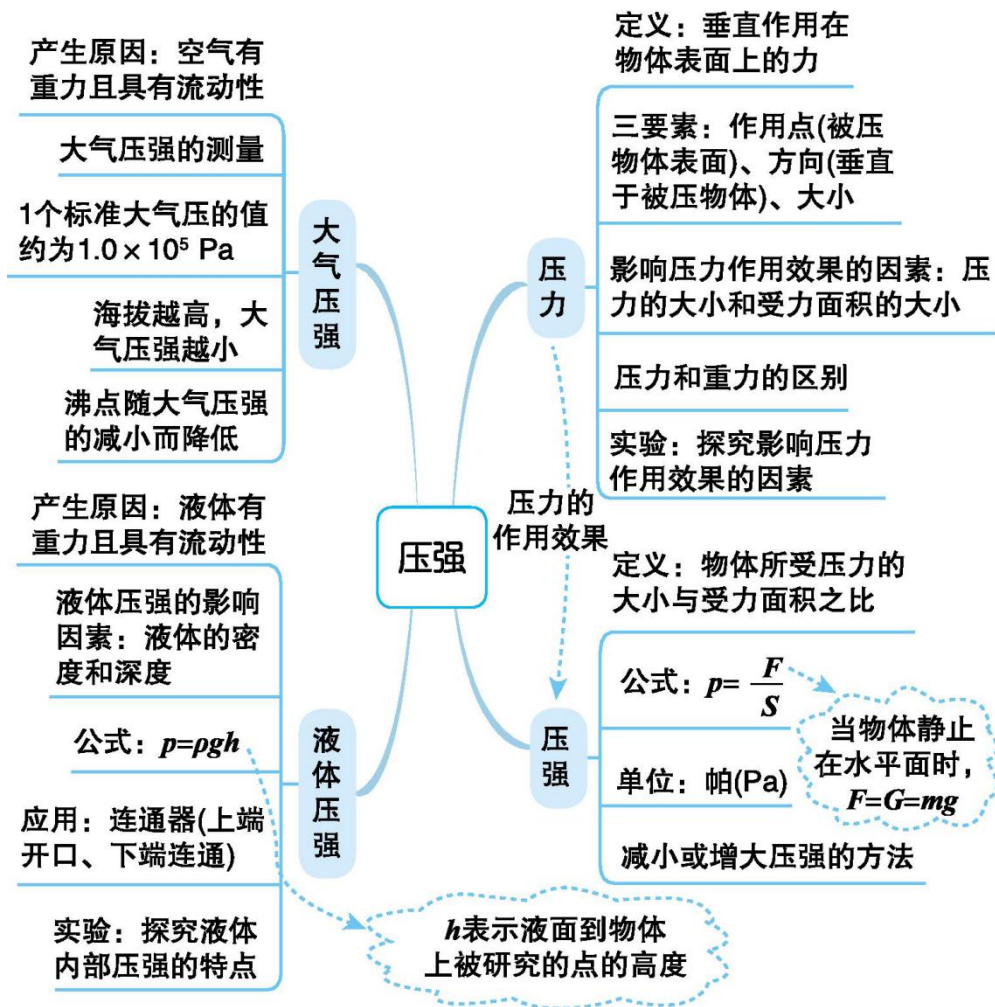 压强
大气压强
产生原因：空气有
重力且具有流动性
大气压强的测量
1个标准大气压的值
约为1.0×10⁵ Pa
海拔越高，大
气压强越小
沸点随大气压强
的减小而降低
液体压强
产生原因：液体有
重力且具有流动性
液体压强的影响
因素：液体的密
度和深度
公式：p=ρgh
应用：连通器(上端
开口、下端连通)
实验：探究液体
内部压强的特点
h表示液面到物体
上被研究的点的高度
压力
定义：垂直作用在
物体表面上的力
三要素：作用点(被压
物体表面)、方向(垂直
于被压物体)、大小
影响压力作用效果的因素：压
力的大小和受力面积的大小
压力和重力的区别
实验：探究影响压力
作用效果的因素
压力的
作用效果
压强
定义：物体所受压力的
大小与受力面积之比
公式：p= F/S
当物体静止
在水平面时，
F=G=mg
单位：帕(Pa)
减小或增大压强的方法